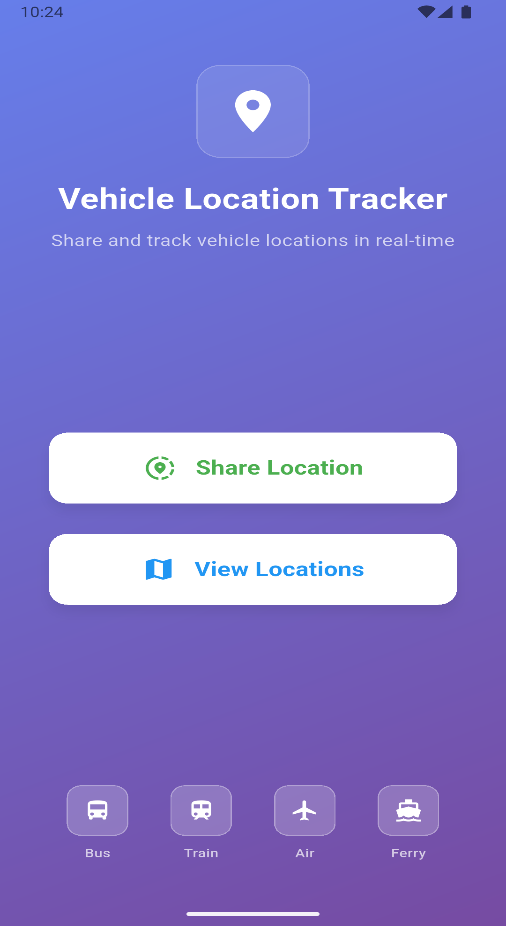 10:24
Vehicle Location Tracker
Share and track vehicle locations in real-time
Share Location
View Locations
Bus
Train
Air
Ferry